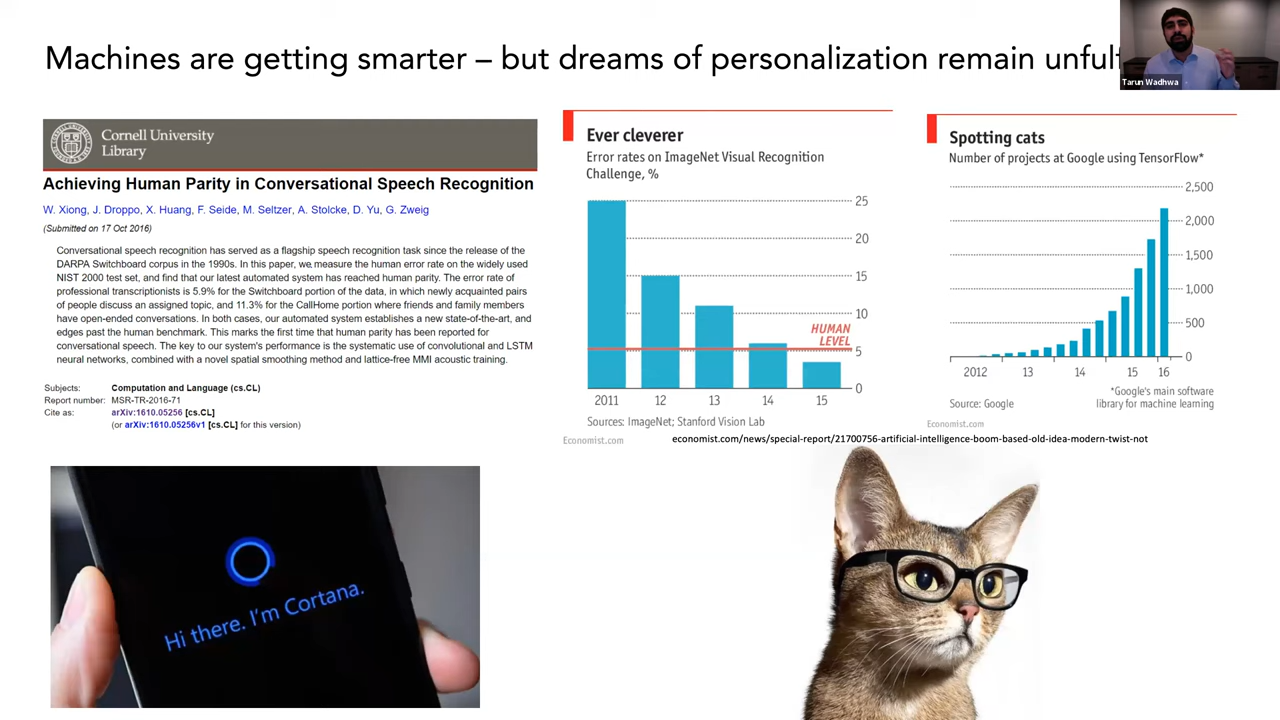 Machines are getting smarter – but dreams of personalization remain unful
Tarun Wadhwa
Cornell University
Library
Achieving Human Parity in Conversational Speech Recognition
W. Xiong, J. Droppo, X. Huang, F. Seide, M. Seltzer, A. Stolcke, D. Yu, G. Zweig
(Submitted on 17 Oct 2016)
Conversational speech recognition has served as a flagship speech recognition task since the release of the
DARPA Switchboard corpus in the 1990s. In this paper, we measure the human error rate on the widely used
NIST 2000 test set, and find that our latest automated system has reached human parity. The error rate of
professional transcriptionists is 5.9% for the Switchboard portion of the data, in which newly acquainted pairs
of people discuss an assigned topic, and 11.3% for the CallHome portion where friends and family members
have open-ended conversations. In both cases, our automated system establishes a new state-of-the-art, and
edges past the human benchmark. This marks the first time that human parity has been reported for
conversational speech. The key to our system's performance is the systematic use of convolutional and LSTM
neural networks, combined with a novel spatial smoothing method and lattice-free MMI acoustic training.
Subjects: Computation and Language (cs.CL)
Report number: MSR-TR-2016-71
Cite as: arXiv:1610.05256 [cs.CL]
(or arXiv:1610.05256v1 [cs.CL] for this version)
Ever cleverer
Error rates on ImageNet Visual Recognition
Challenge, %
25
20
15
10
HUMAN
LEVEL
5
0
2011 12 13 14 15
Sources: ImageNet; Stanford Vision Lab
Economist.com
Spotting cats
Number of projects at Google using TensorFlow*
2,500
2,000
1,500
1,000
500
0
2012 13 14 15 16
*Google's main software
library for machine learning
Source: Google
Economist.com
economist.com/news/special-report/21700756-artificial-intelligence-boom-based-old-idea-modern-twist-not
Hi there. I'm Cortana.